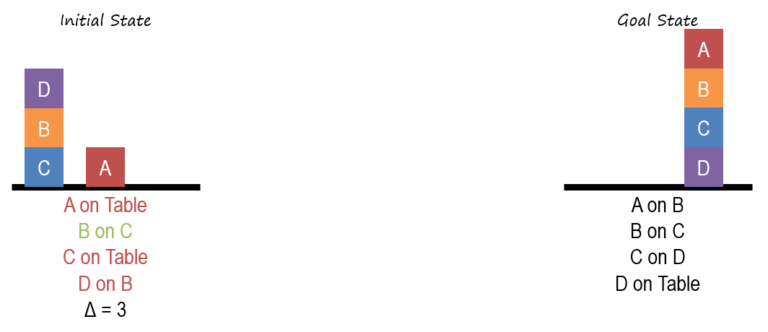 Initial State
D
B
C
A
A on Table
B on C
C on Table
D on B
Δ = 3
Goal State
A
B
C
D
A on B
B on C
C on D
D on Table